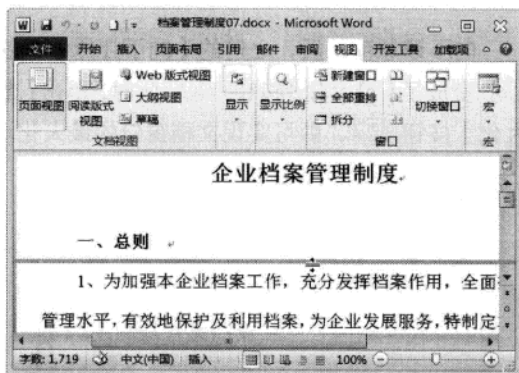 档案管理制度07.docx - Microsoft Word
文件 开始 插入 页面布局 引用 邮件 审阅 视图 开发工具 加载项
页面视图 阅读版式视图 Web 版式视图 大纲视图 草稿
显示 显示比例 新建窗口 全部重排 拆分 切换窗口 宏
文档视图 窗口 宏
企业档案管理制度
一、总则
1、为加强本企业档案工作，充分发挥档案作用，全面
管理水平，有效地保护及利用档案，为企业发展服务，特制定
字数: 1,719 中文(中国) 插入 100%